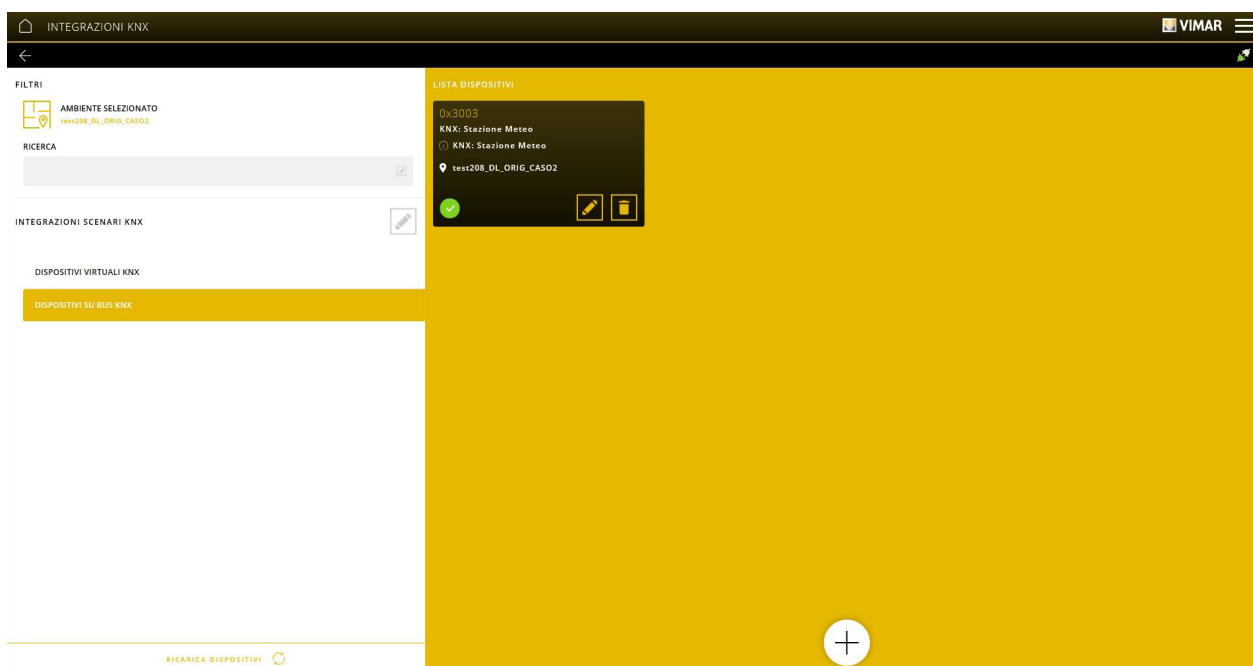 INTEGRAZIONI KNX
VIMAR
FILTRI
AMBIENTE SELEZIONATO
test208_DL_ORIG_CASO2
RICERCA
INTEGRAZIONI SCENARI KNX
DISPOSITIVI VIRTUALI KNX
DISPOSITIVI SU BUS KNX
RICARICA DISPOSITIVI
LISTA DISPOSITIVI
0x3003
KNX: Stazione Meteo
KNX: Stazione Meteo
test208_DL_ORIG_CASO2